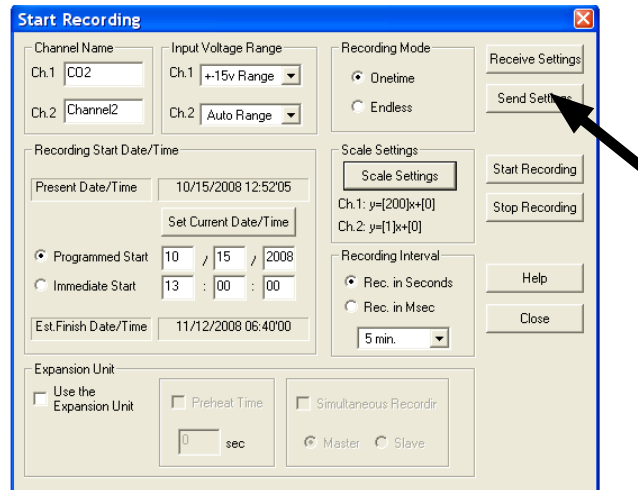 Start Recording
Channel Name
Ch.1 CO2
Ch.2 Channel2
Input Voltage Range
Ch.1 +-15v Range
Ch.2 Auto Range
Recording Mode
Onetime
Endless
Receive Settings
Send Settings
Recording Start Date/Time
Present Date/Time 10/15/2008 12:52'05
Set Current Date/Time
Programmed Start 10 / 15 / 2008
Immediate Start 13 : 00 : 00
Est.Finish Date/Time 11/12/2008 06:40'00
Scale Settings
Scale Settings
Ch.1: y=[200]x+[0]
Ch.2: y=[1]x+[0]
Start Recording
Stop Recording
Recording Interval
Rec. in Seconds
Rec. in Msec
5 min.
Help
Close
Expansion Unit
Use the
Expansion Unit
Preheat Time
0 sec
Simultaneous Recordir
Master Slave